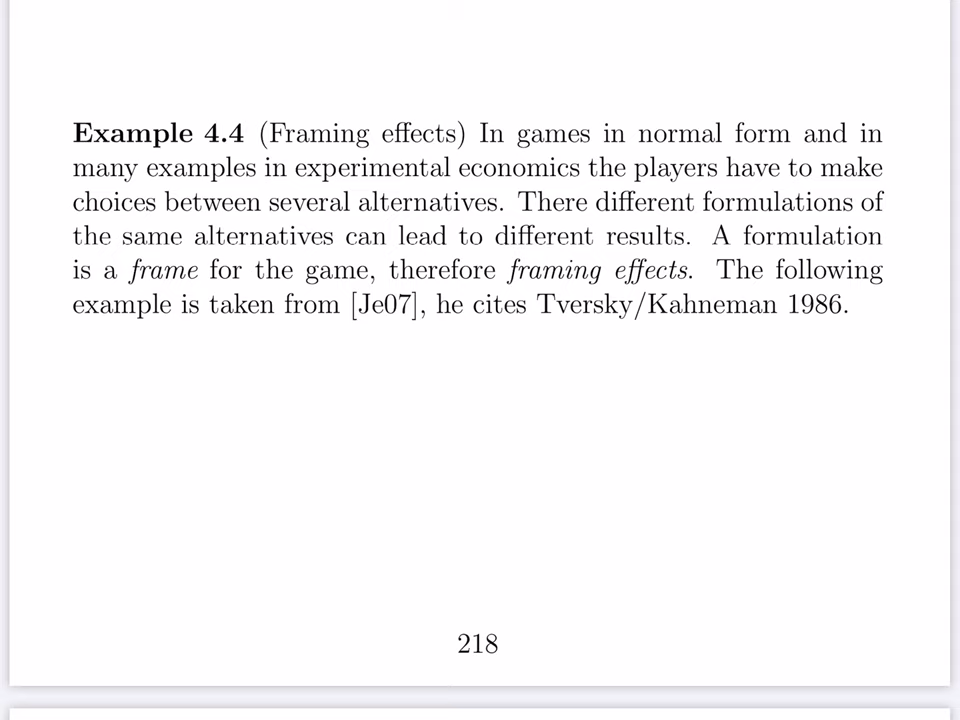 Example 4.4 (Framing effects) In games in normal form and in
many examples in experimental economics the players have to make
choices between several alternatives. There different formulations of
the same alternatives can lead to different results. A formulation
is a frame for the game, therefore framing effects. The following
example is taken from [Je07], he cites Tversky/Kahneman 1986.
218